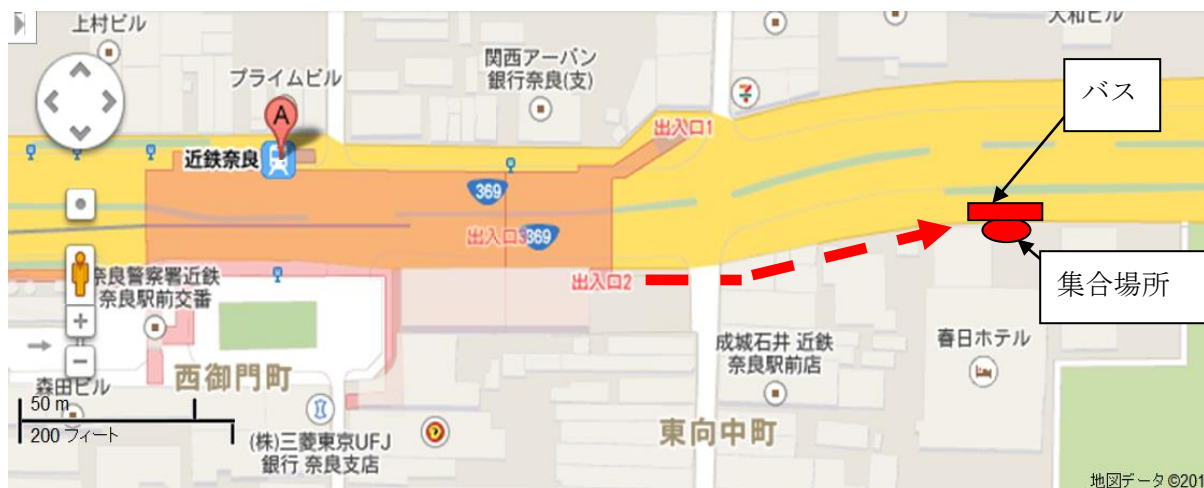 上村ビル
大和ビル
関西アーバン
銀行奈良(支)
プライムビル
バス
A
出入口1
近鉄奈良
369
出入口3
369
出入口2
集合場所
奈良警察署近鉄
奈良駅前交番
成城石井 近鉄
奈良駅前店
春日ホテル
西御門町
森田ビル
50 m
200 フィート
東向中町
(株)三菱東京UFJ
銀行 奈良支店
地図データ ©201